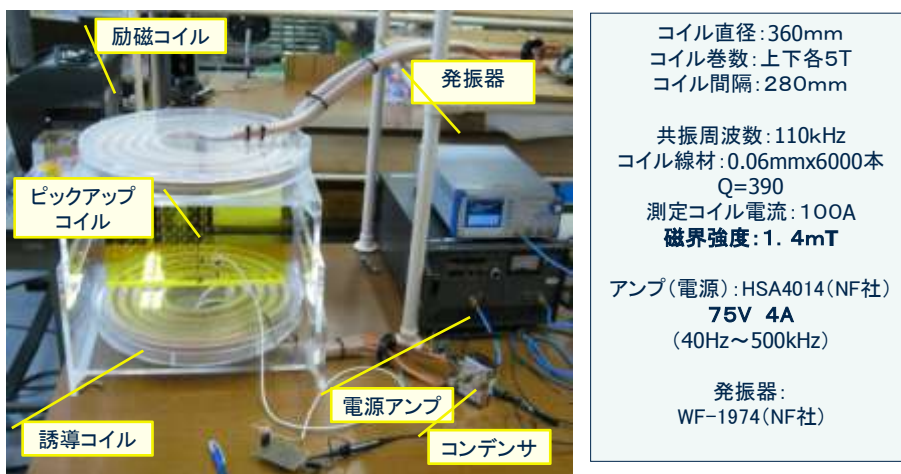 励磁コイル
発振器
ピックアップ
コイル
誘導コイル
電源アンプ
コンデンサ
コイル直径:360mm
コイル巻数:上下各5T
コイル間隔:280mm
共振周波数:110kHz
コイル線材:0.06mmx6000本
Q=390
測定コイル電流:100A
磁界強度:1.4mT
アンプ(電源):HSA4014(NF社)
75V 4A
(40Hz~500kHz)
発振器:
WF-1974(NF社)